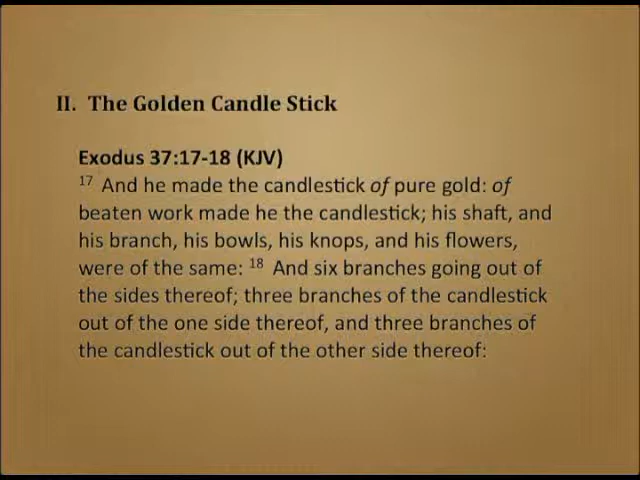 II. The Golden Candle Stick
Exodus 37:17-18 (KJV)
17 And he made the candlestick of pure gold: of
beaten work made he the candlestick; his shaft, and
his branch, his bowls, his knops, and his flowers,
were of the same: 18 And six branches going out of
the sides thereof; three branches of the candlestick
out of the one side thereof, and three branches of
the candlestick out of the other side thereof: